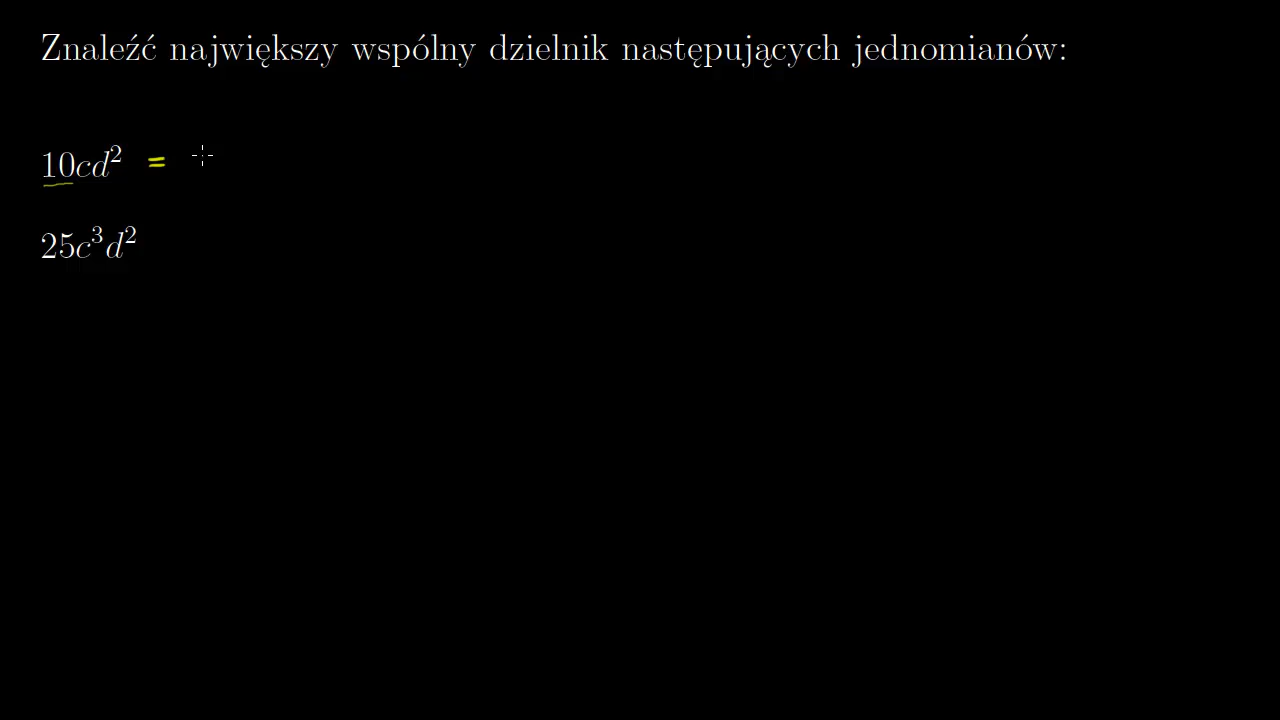 Znaleźć największy wspólny dzielnik następujących jednomianów:
10cd² =
25c³d²